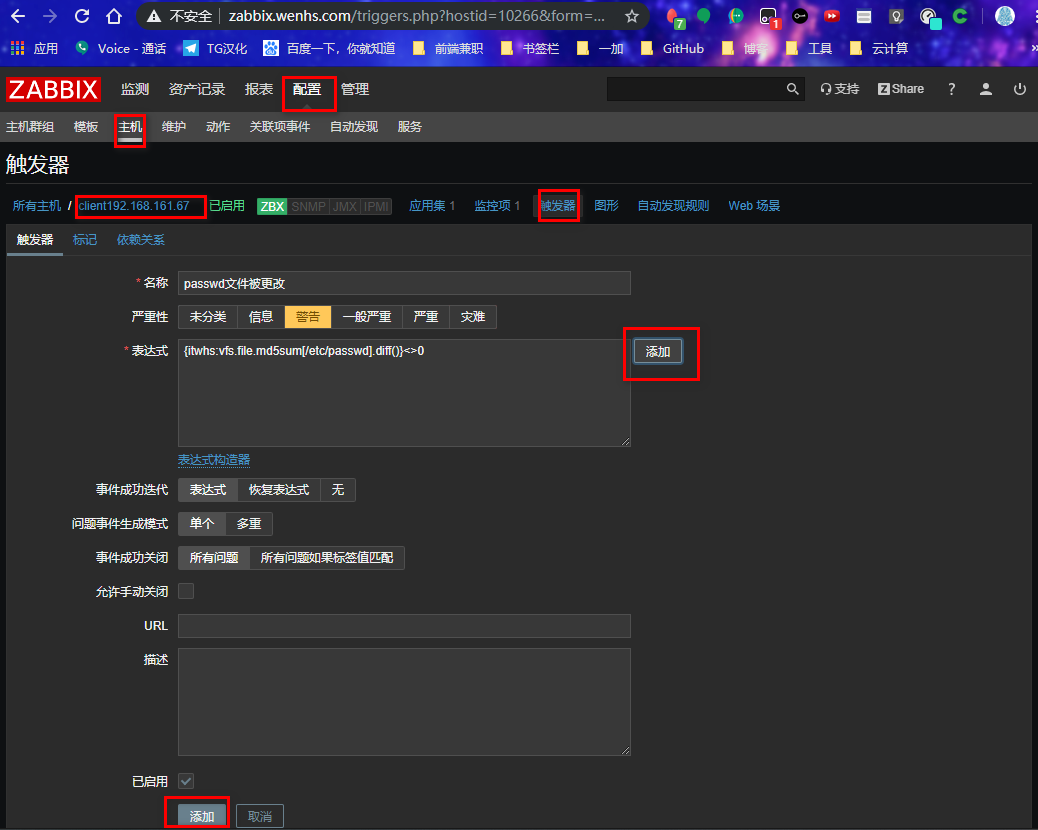 不安全 zabbix.wenhs.com/triggers.php?hostid=10266&form=...
7 1
应用 Voice - 通话 TG汉化 百度一下，你就知道 前端兼职 书签栏 一加 GitHub 博客 工具 云计算
ZABBIX 监测 资产记录 报表 配置 管理 支持 Z Share ?
主机群组 模板 主机 维护 动作 关联项事件 自动发现 服务
触发器
所有主机 / client192.168.161.67 已启用 ZBX SNMP JMX IPMI 应用集 1 监控项 1 触发器 图形 自动发现规则 Web 场景
触发器 标记 依赖关系
* 名称 passwd文件被更改
严重性 未分类 信息 警告 一般严重 严重 灾难
* 表达式 {itwhs:vfs.file.md5sum[/etc/passwd].diff()}<>0 添加
表达式构造器
事件成功迭代 表达式 恢复表达式 无
问题事件生成模式 单个 多重
事件成功关闭 所有问题 所有问题如果标签值匹配
允许手动关闭
URL
描述
已启用
添加 取消